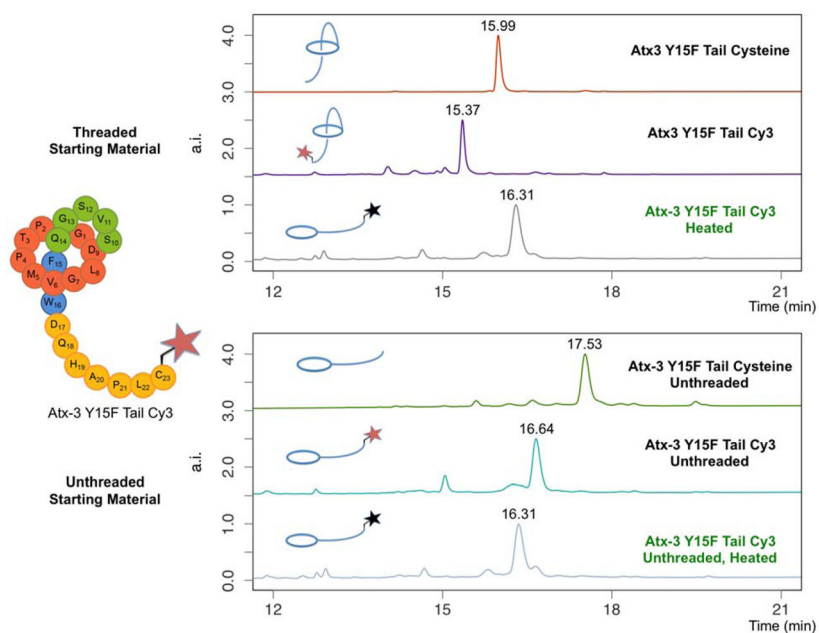 Threaded
Starting Material
S12
G13
V11
P2
Q14
G1
S10
T3
D9
F15
P4
L8
M5
V6
G7
W16
D17
Q18
H19
A20
P21
L22
C23
Atx-3 Y15F Tail Cy3
Unthreaded
Starting Material
a.i.
4.0
3.0
2.0
1.0
0.0
15.99
Atx3 Y15F Tail Cysteine
15.37
Atx3 Y15F Tail Cy3
16.31
Atx-3 Y15F Tail Cy3
Heated
12
15
18
21
Time (min)
a.i.
4.0
3.0
2.0
1.0
0.0
17.53
Atx-3 Y15F Tail Cysteine
Unthreaded
16.64
Atx-3 Y15F Tail Cy3
Unthreaded
16.31
Atx-3 Y15F Tail Cy3
Unthreaded, Heated
12
15
18
21
Time (min)